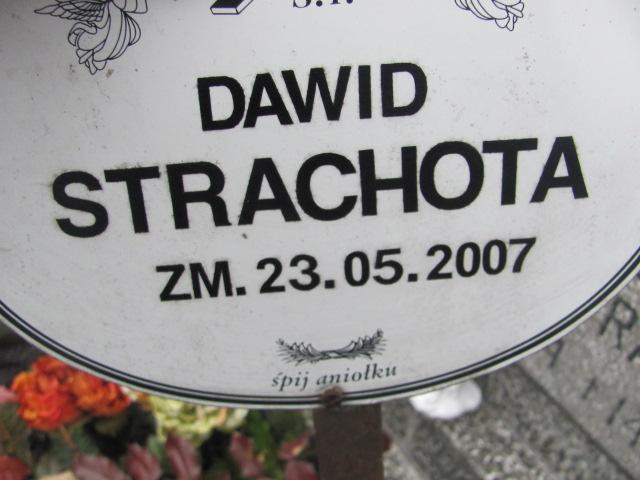 Ś.P.
DAWID
STRACHOTA
ZM. 23.05.2007
śpij aniołku